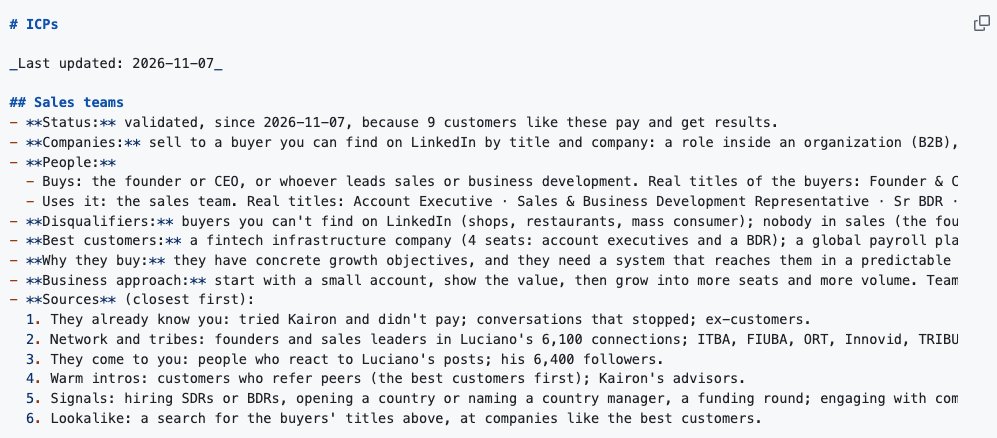 # ICPs
_Last updated: 2026-11-07_
## Sales teams
- **Status:** validated, since 2026-11-07, because 9 customers like these pay and get results.
- **Companies:** sell to a buyer you can find on LinkedIn by title and company: a role inside an organization (B2B),
- **People:**
- Buys: the founder or CEO, or whoever leads sales or business development. Real titles of the buyers: Founder & C
- Uses it: the sales team. Real titles: Account Executive · Sales & Business Development Representative · Sr BDR ·
- **Disqualifiers:** buyers you can't find on LinkedIn (shops, restaurants, mass consumer); nobody in sales (the fou
- **Best customers:** a fintech infrastructure company (4 seats: account executives and a BDR); a global payroll pla
- **Why they buy:** they have concrete growth objectives, and they need a system that reaches them in a predictable
- **Business approach:** start with a small account, show the value, then grow into more seats and more volume. Team
- **Sources** (closest first):
1. They already know you: tried Kairon and didn't pay; conversations that stopped; ex-customers.
2. Network and tribes: founders and sales leaders in Luciano's 6,100 connections; ITBA, FIUBA, ORT, Innovid, TRIBU
3. They come to you: people who react to Luciano's posts; his 6,400 followers.
4. Warm intros: customers who refer peers (the best customers first); Kairon's advisors.
5. Signals: hiring SDRs or BDRs, opening a country or naming a country manager, a funding round; engaging with com
6. Lookalike: a search for the buyers' titles above, at companies like the best customers.